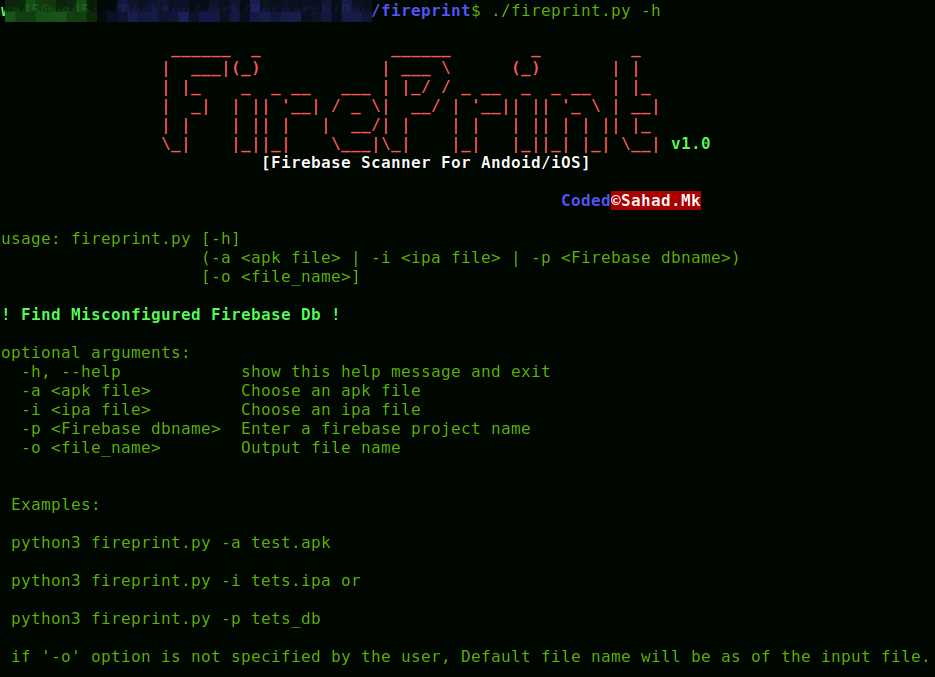 /fireprint$ ./fireprint.py -h
FirePrint v1.0
[Firebase Scanner For Andoid/iOS]
Coded©Sahad.Mk
usage: fireprint.py [-h]
(-a <apk file> | -i <ipa file> | -p <Firebase dbname>)
[-o <file_name>]
! Find Misconfigured Firebase Db !
optional arguments:
-h, --help show this help message and exit
-a <apk file> Choose an apk file
-i <ipa file> Choose an ipa file
-p <Firebase dbname> Enter a firebase project name
-o <file_name> Output file name
Examples:
python3 fireprint.py -a test.apk
python3 fireprint.py -i tets.ipa or
python3 fireprint.py -p tets_db
if '-o' option is not specified by the user, Default file name will be as of the input file.